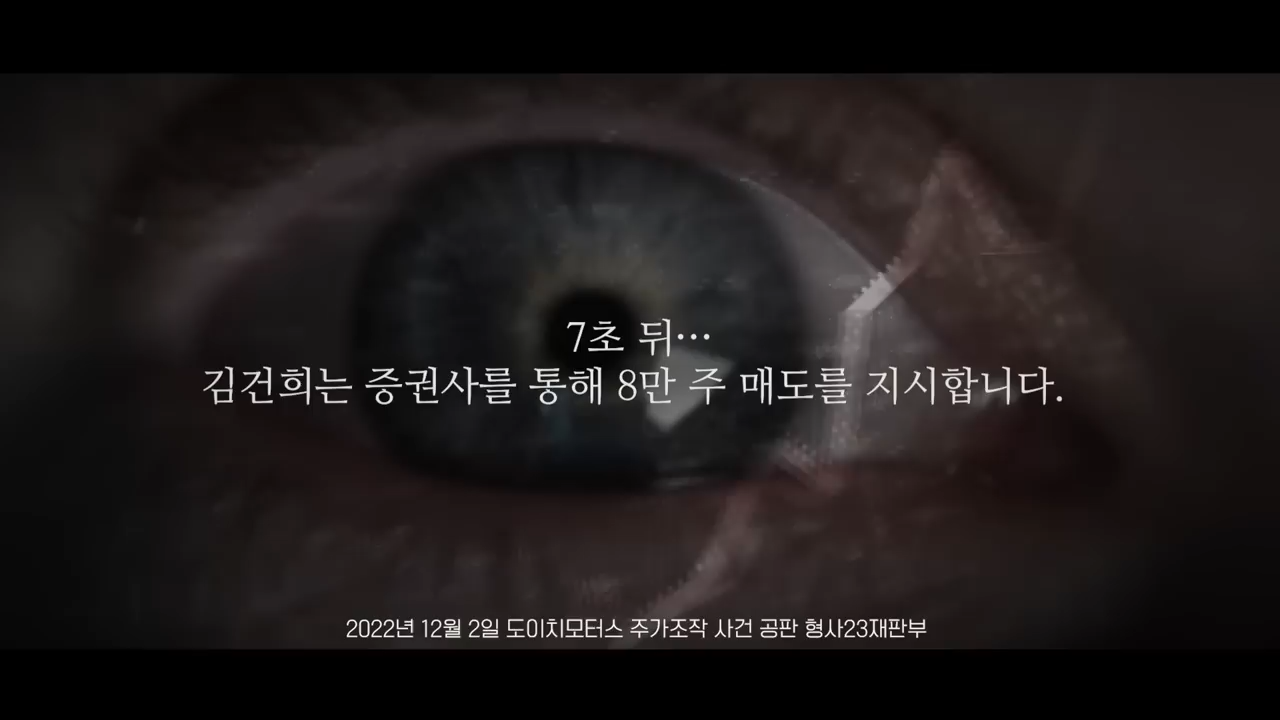 7초 뒤…
김건희는 증권사를 통해 8만 주 매도를 지시합니다.
2022년 12월 2일 도이치모터스 주가조작 사건 공판 형사23재판부